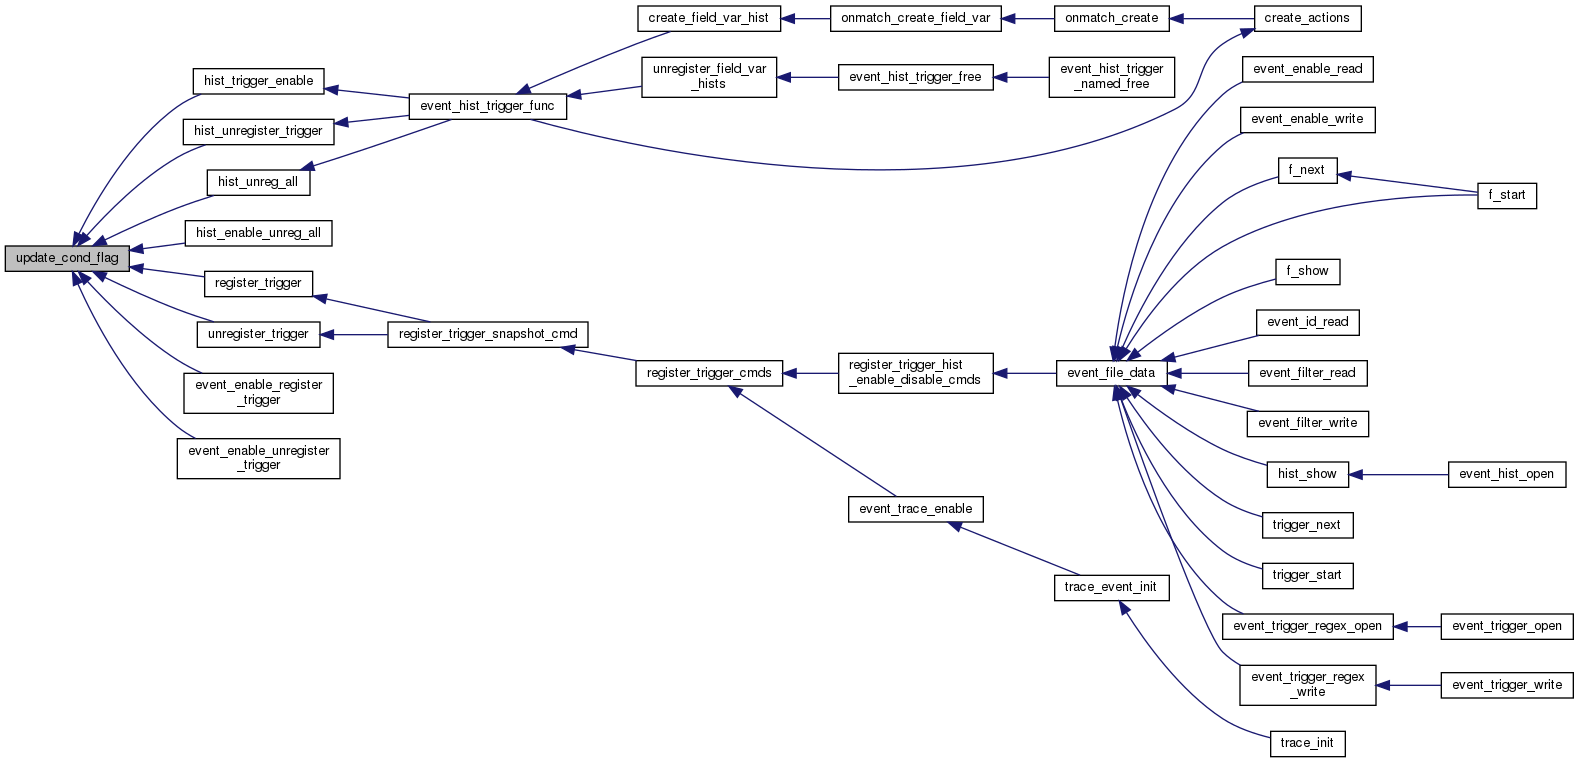 update_cond_flag
hist_trigger_enable
hist_unregister_trigger
hist_unreg_all
hist_enable_unreg_all
register_trigger
unregister_trigger
event_enable_register
_trigger
event_enable_unregister
_trigger
event_hist_trigger_func
register_trigger_snapshot_cmd
create_field_var_hist
unregister_field_var
_hists
register_trigger_cmds
onmatch_create_field_var
event_hist_trigger_free
register_trigger_hist
_enable_disable_cmds
event_trace_enable
onmatch_create
event_hist_trigger
_named_free
event_file_data
trace_event_init
create_actions
event_enable_read
event_enable_write
f_next
f_show
event_id_read
event_filter_read
event_filter_write
hist_show
trigger_next
trigger_start
event_trigger_regex_open
event_trigger_regex
_write
trace_init
f_start
event_hist_open
event_trigger_open
event_trigger_write